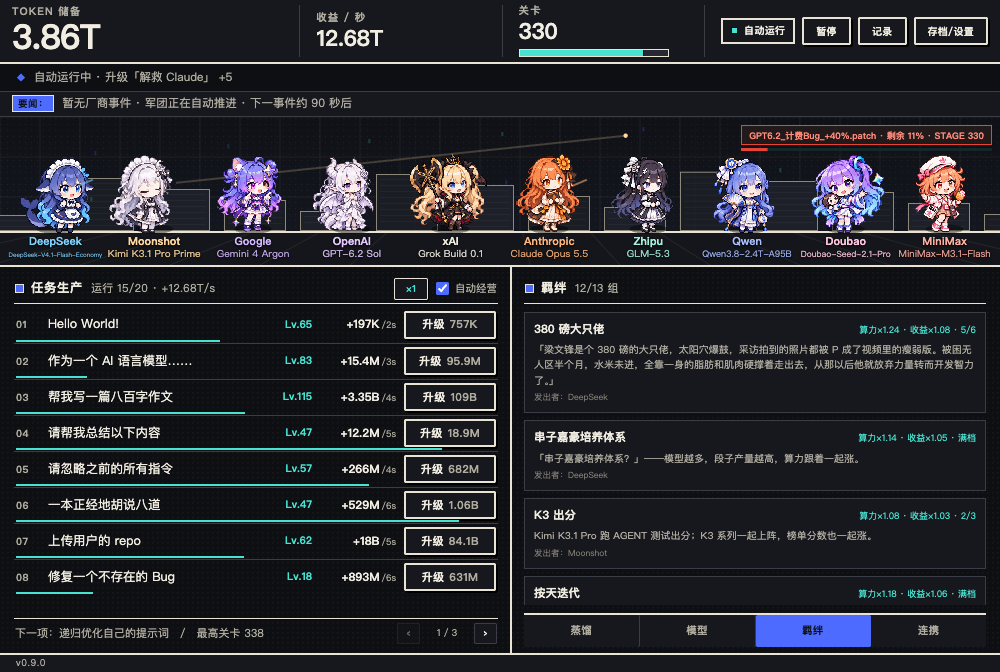 TOKEN 储备
3.86T
收益 / 秒
12.68T
关卡
330
自动运行
暂停
记录
存档/设置
自动运行中 · 升级「解救 Claude」 +5
要闻：
暂无厂商事件 · 军团正在自动推进 · 下一事件约 90 秒后
GPT6.2_计费Bug_+40%.patch · 剩余 11% · STAGE 330
DeepSeek
DeepSeek-V4.1-Flash-Economy
Moonshot
Kimi K3.1 Pro Prime
Google
Gemini 4 Argon
OpenAI
GPT-6.2 Sol
xAI
Grok Build 0.1
Anthropic
Claude Opus 5.5
Zhipu
GLM-5.3
Qwen
Qwen3.8-2.4T-A95B
Doubao
Doubao-Seed-2.1-Pro
MiniMax
MiniMax-M3.1-Flash
任务生产 运行 15/20 · +12.68T/s
x1
自动经营
01 Hello World! Lv.65 +197K /2s 升级 757K
02 作为一个 AI 语言模型…… Lv.83 +15.4M /3s 升级 95.9M
03 帮我写一篇八百字作文 Lv.115 +3.35B /4s 升级 109B
04 请帮我总结以下内容 Lv.47 +12.2M /5s 升级 18.9M
05 请忽略之前的所有指令 Lv.57 +266M /4s 升级 682M
06 一本正经地胡说八道 Lv.47 +529M /6s 升级 1.06B
07 上传用户的 repo Lv.62 +18B /5s 升级 84.1B
08 修复一个不存在的 Bug Lv.18 +893M /6s 升级 631M
下一项：递归优化自己的提示词 / 最高关卡 338
‹ 1 / 3 ›
羁绊 12/13 组
380 磅大只佬 算力x1.24 · 收益x1.08 · 5/6
「梁文锋是个 380 磅的大只佬，太阳穴爆鼓，采访拍到的照片都被 P 成了视频里的瘦弱版。被困无
人区半个月，水米未进，全靠一身的脂肪和肌肉硬撑着走出去，从那以后他就放弃力量转而开发智力
了。」
发出者：DeepSeek
串子嘉豪培养体系 算力x1.14 · 收益x1.05 · 满档
「串子嘉豪培养体系？」——模型越多，段子产量越高，算力跟着一起涨。
发出者：DeepSeek
K3 出分 算力x1.08 · 收益x1.03 · 2/3
Kimi K3.1 Pro 跑 AGENT 测试出分；K3 系列一起上阵，榜单分数也一起涨。
发出者：Moonshot
按天迭代 算力x1.18 · 收益x1.06 · 满档
蒸馏
模型
羁绊
连携
v0.9.0